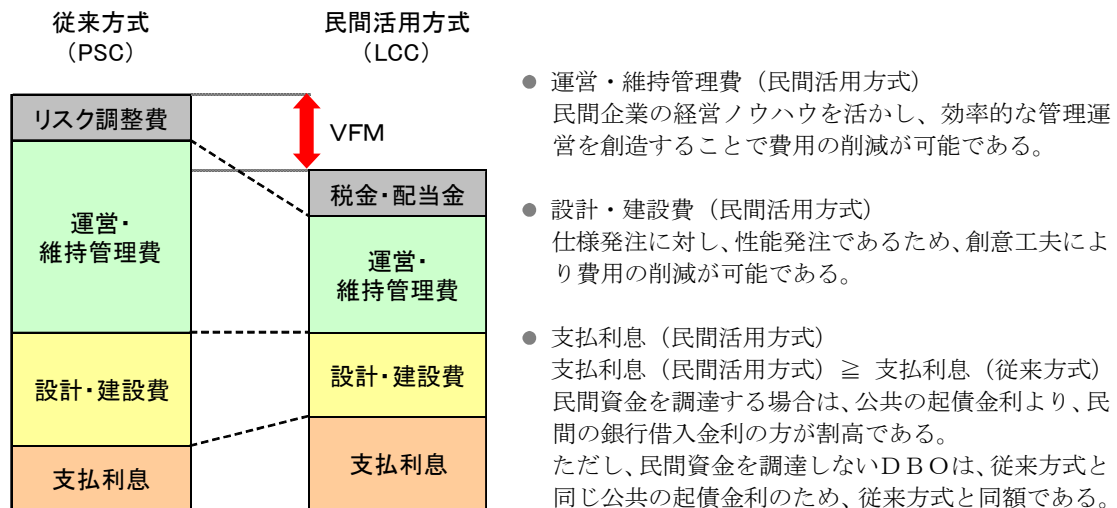 従来方式
（PSC）
民間活用方式
（LCC）
リスク調整費
運営・
維持管理費
設計・建設費
支払利息
VFM
税金・配当金
運営・
維持管理費
設計・建設費
支払利息
● 運営・維持管理費（民間活用方式）
民間企業の経営ノウハウを活かし、効率的な管理運
営を創造することで費用の削減が可能である。
● 設計・建設費（民間活用方式）
仕様発注に対し、性能発注であるため、創意工夫によ
り費用の削減が可能である。
● 支払利息（民間活用方式）
支払利息（民間活用方式）≧ 支払利息（従来方式）
民間資金を調達する場合は、公共の起債金利より、民
間の銀行借入金利の方が割高である。
ただし、民間資金を調達しないＤＢＯは、従来方式と
同じ公共の起債金利のため、従来方式と同額である。